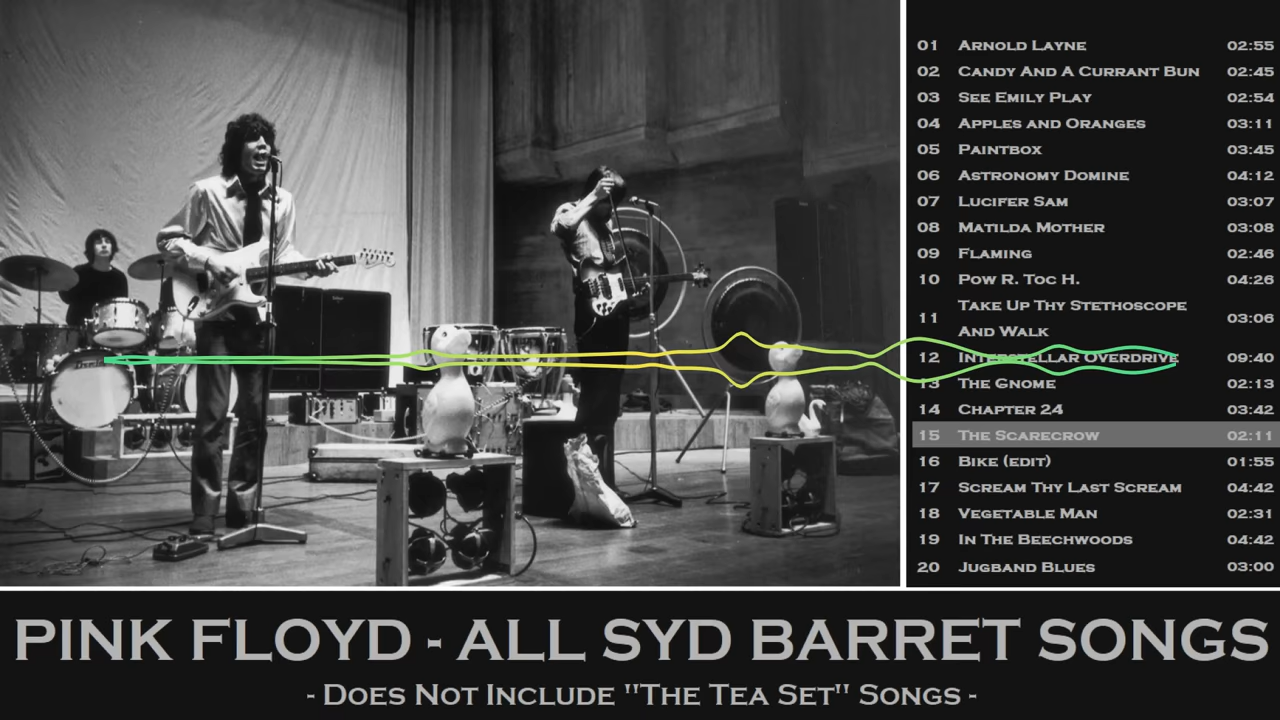 01 Arnold Layne 02:55
02 Candy And A Currant Bun 02:45
03 See Emily Play 02:54
04 Apples and Oranges 03:11
05 Paintbox 03:45
06 Astronomy Domine 04:12
07 Lucifer Sam 03:07
08 Matilda Mother 03:08
09 Flaming 02:46
10 Pow R. Toc H. 04:26
11 Take Up Thy Stethoscope 03:06
And Walk
12 Interstellar Overdrive 09:40
13 The Gnome 02:13
14 Chapter 24 03:42
15 The Scarecrow 02:11
16 Bike (edit) 01:55
17 Scream Thy Last Scream 04:42
18 Vegetable Man 02:31
19 In The Beechwoods 04:42
20 Jugband Blues 03:00
PINK FLOYD - ALL SYD BARRET SONGS
- Does Not Include "The Tea Set" Songs -